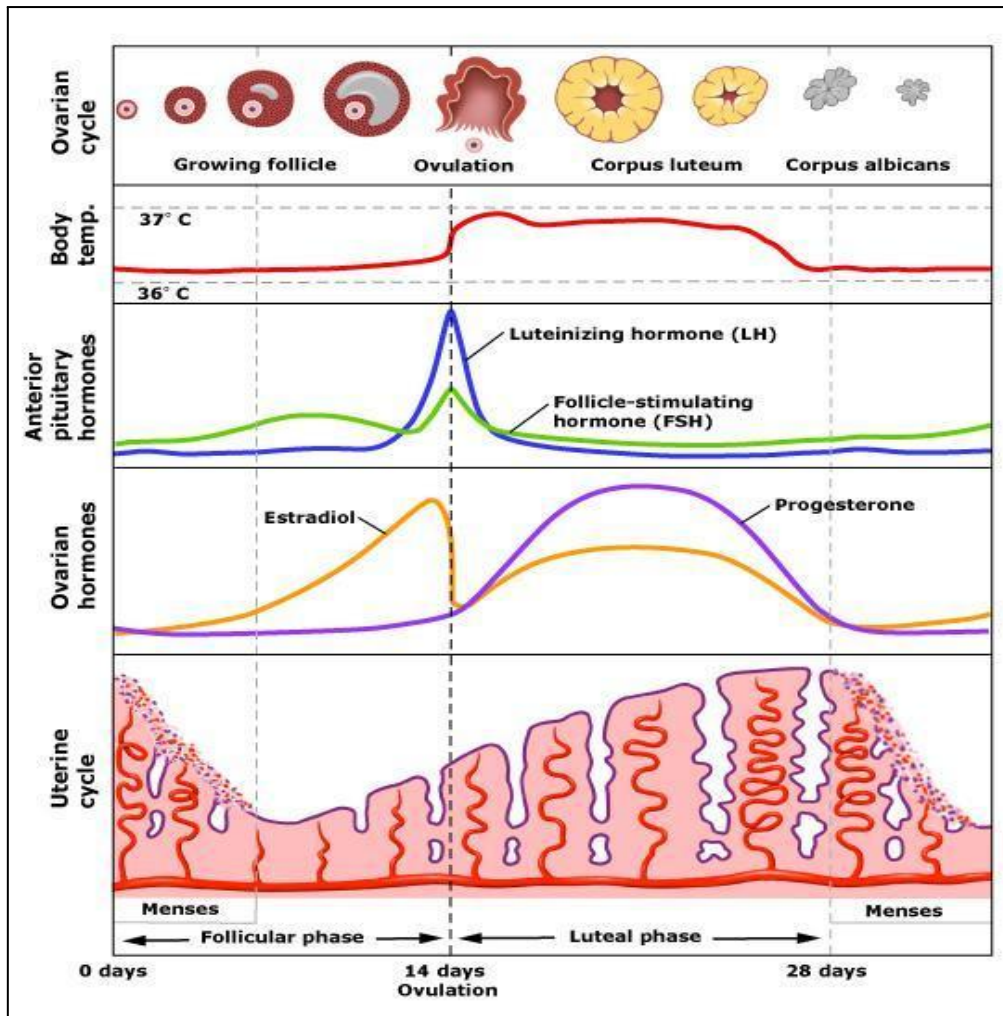 Ovarian
cycle
Growing follicle
Ovulation
Corpus luteum
Corpus albicans
Body
temp.
37° C
36° C
Anterior
pituitary
hormones
Luteinizing hormone (LH)
Follicle-stimulating
hormone (FSH)
Ovarian
hormones
Estradiol
Progesterone
Uterine
cycle
Menses
Menses
Follicular phase
Luteal phase
0 days
14 days
Ovulation
28 days